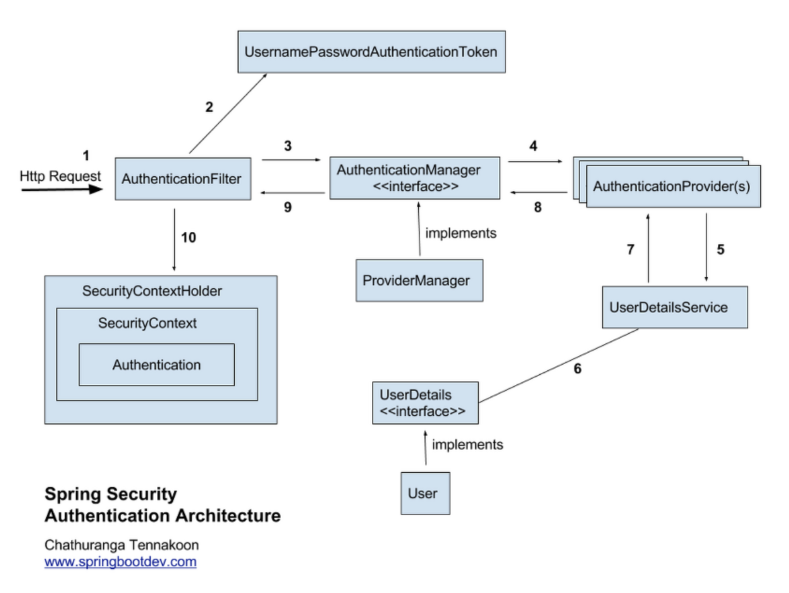 UsernamePasswordAuthenticationToken
2
1
Http Request
AuthenticationFilter
3
9
AuthenticationManager
<<interface>>
4
8
AuthenticationProvider(s)
10
implements
ProviderManager
7
5
UserDetailsService
SecurityContextHolder
SecurityContext
Authentication
6
UserDetails
<<interface>>
implements
User
Spring Security
Authentication Architecture
Chathuranga Tennakoon
www.springbootdev.com